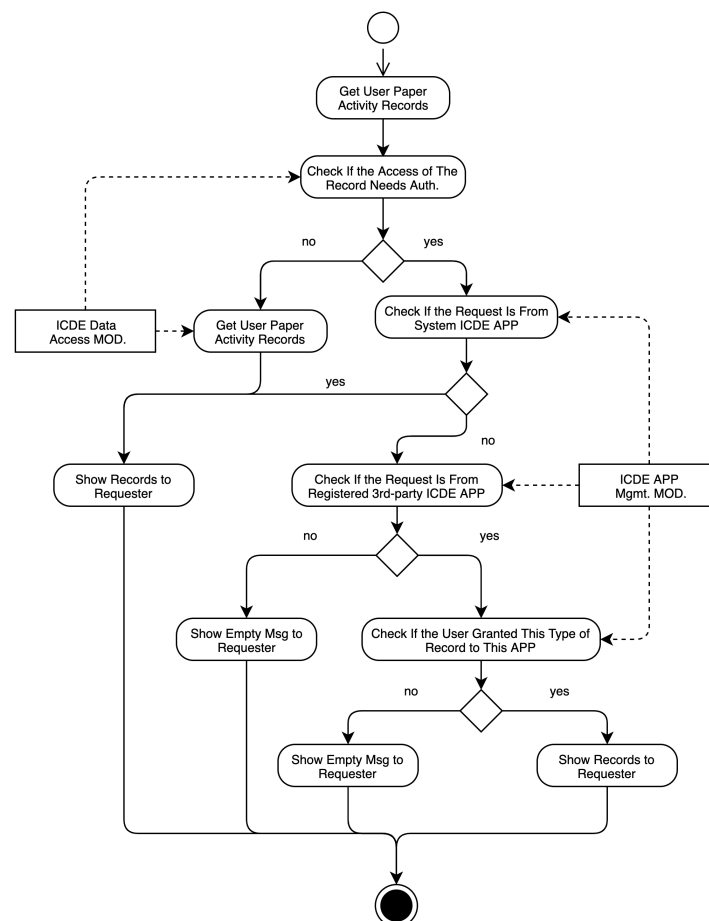 Get User Paper
Activity Records
Check If the Access of The
Record Needs Auth.
no
yes
ICDE Data
Access MOD.
Get User Paper
Activity Records
Check If the Request Is From
System ICDE APP
yes
no
Show Records to
Requester
Check If the Request Is From
Registered 3rd-party ICDE APP
ICDE APP
Mgmt. MOD.
no
yes
Show Empty Msg to
Requester
Check If the User Granted This Type of
Record to This APP
no
yes
Show Empty Msg to
Requester
Show Records to
Requester